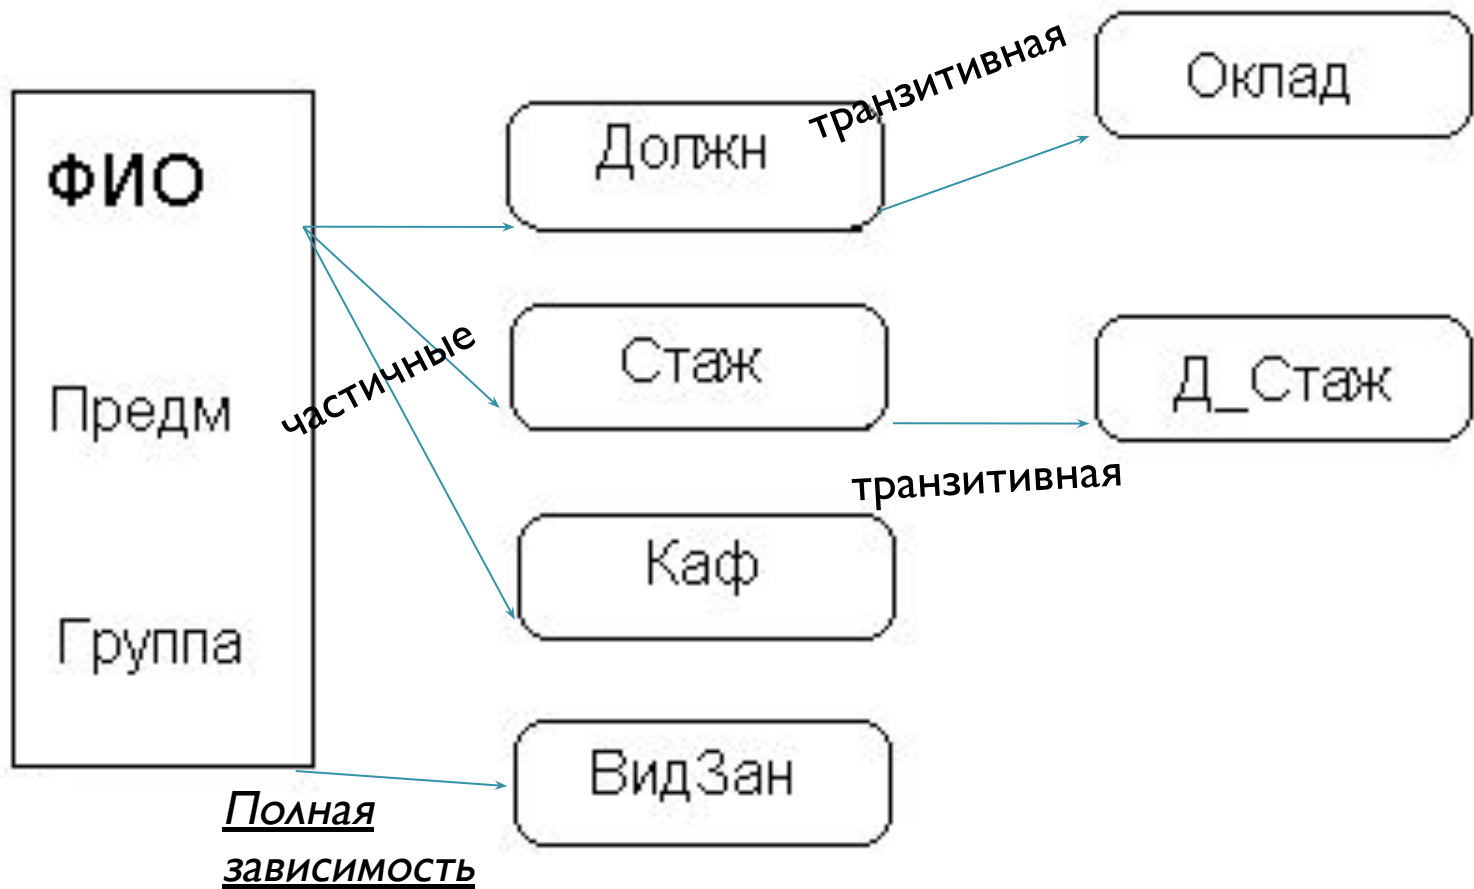 ФИО
Предм
Группа
частичные
Должн
транзитивная
Оклад
Стаж
Д_Стаж
транзитивная
Каф
ВидЗан
Полная
зависимость